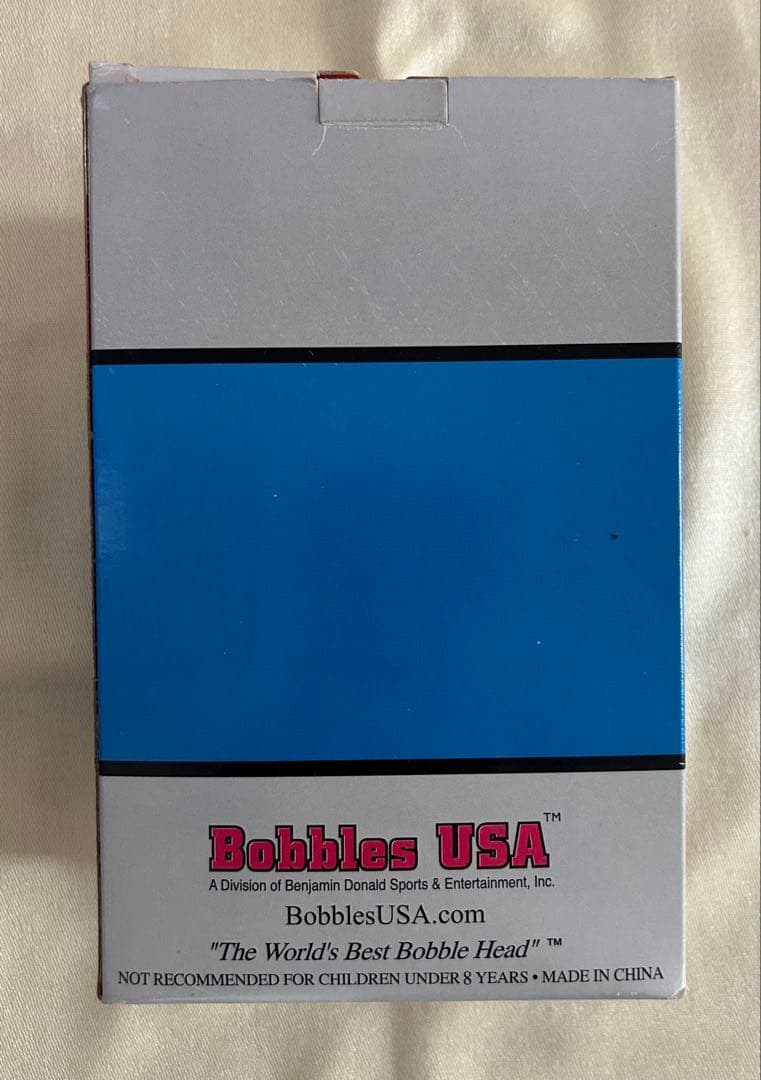 Bobbles USA™
A Division of Benjamin Donald Sports & Entertainment, Inc.
BobblesUSA.com
"The World's Best Bobble Head" ™
NOT RECOMMENDED FOR CHILDREN UNDER 8 YEARS • MADE IN CHINA